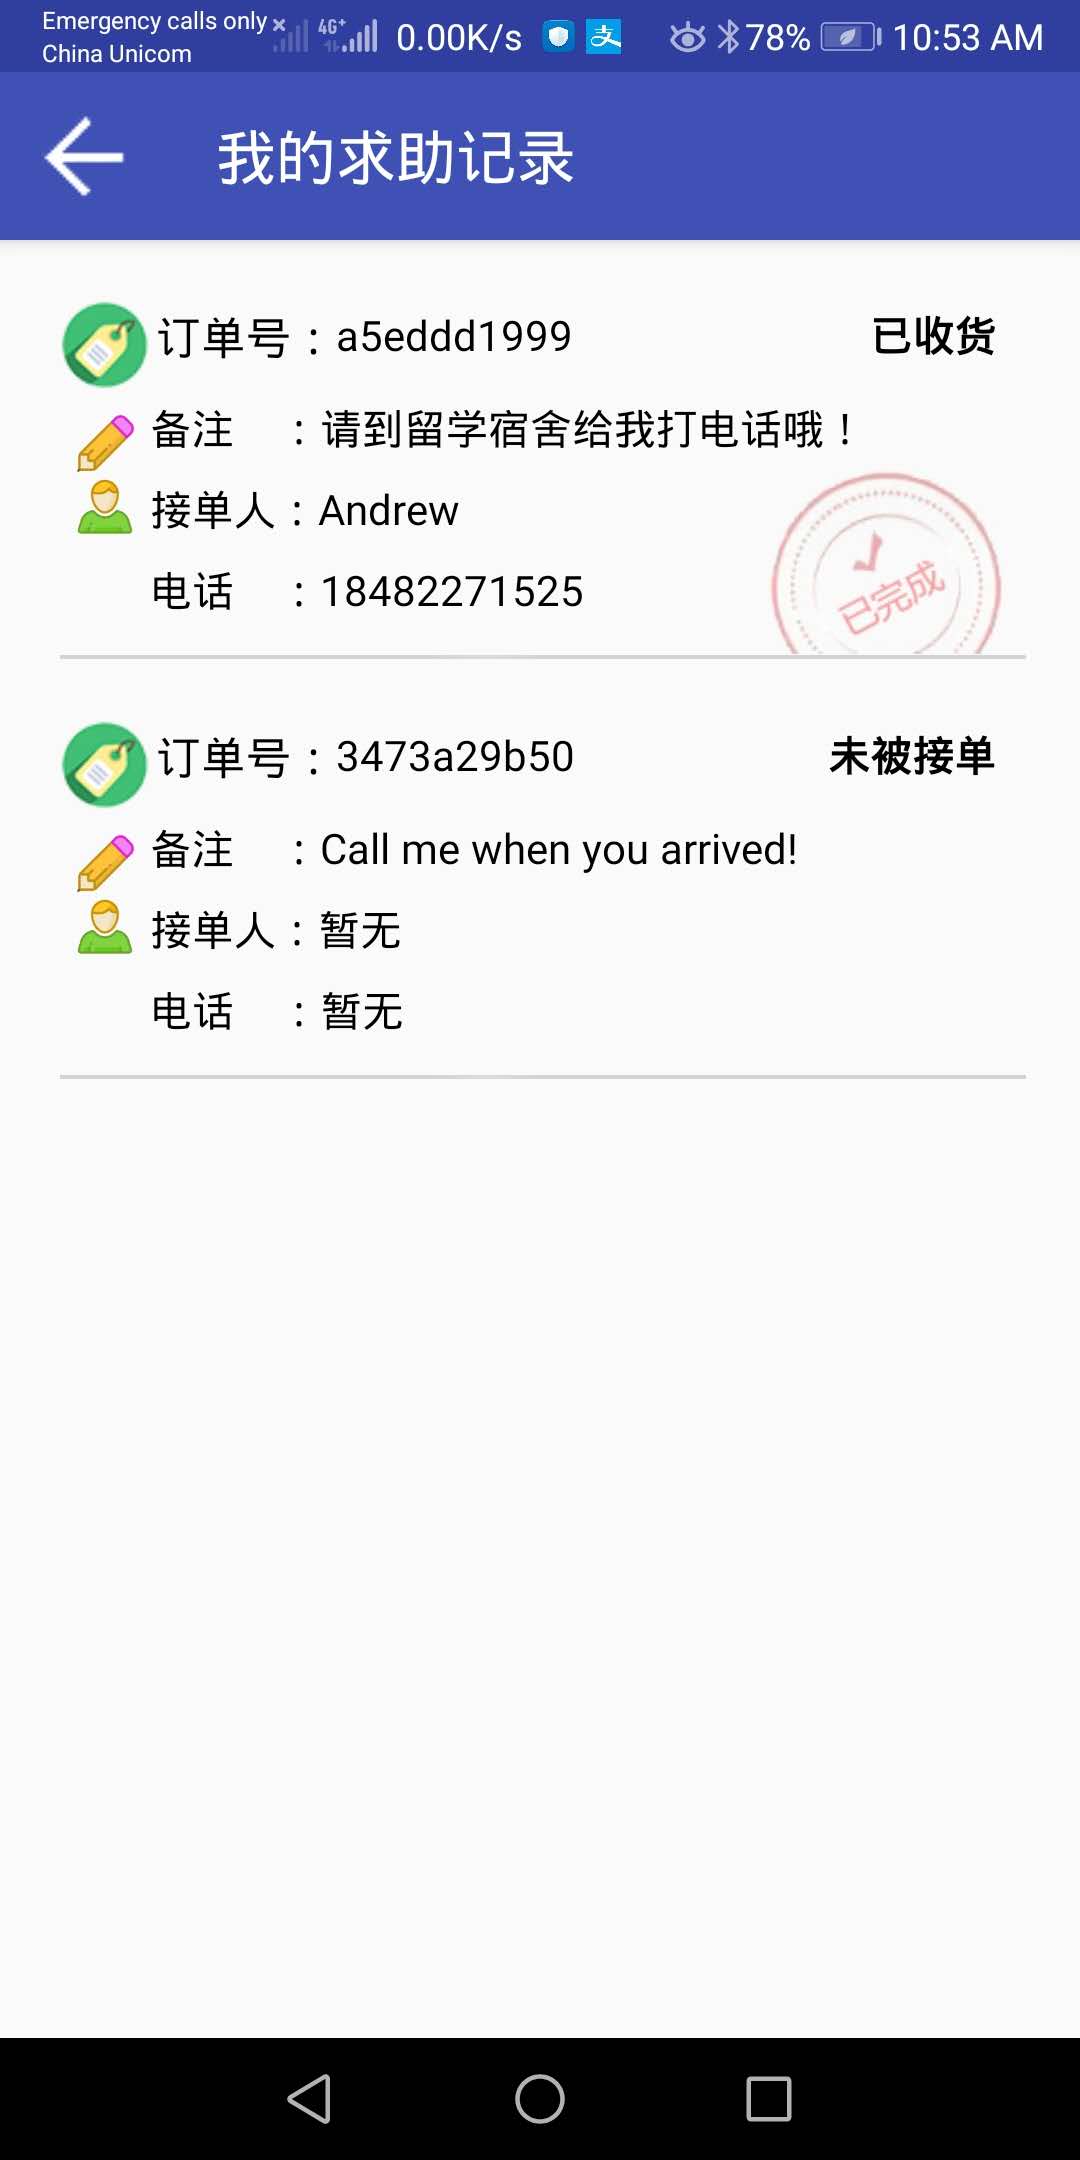 Emergency calls only
China Unicom
4G+ 0.00K/s 支 78% 10:53 AM
我的求助记录
订单号：a5eddd1999 已收货
备注：请到留学宿舍给我打电话哦！
接单人：Andrew
电话：18482271525
已完成
订单号：3473a29b50 未被接单
备注：Call me when you arrived!
接单人：暂无
电话：暂无